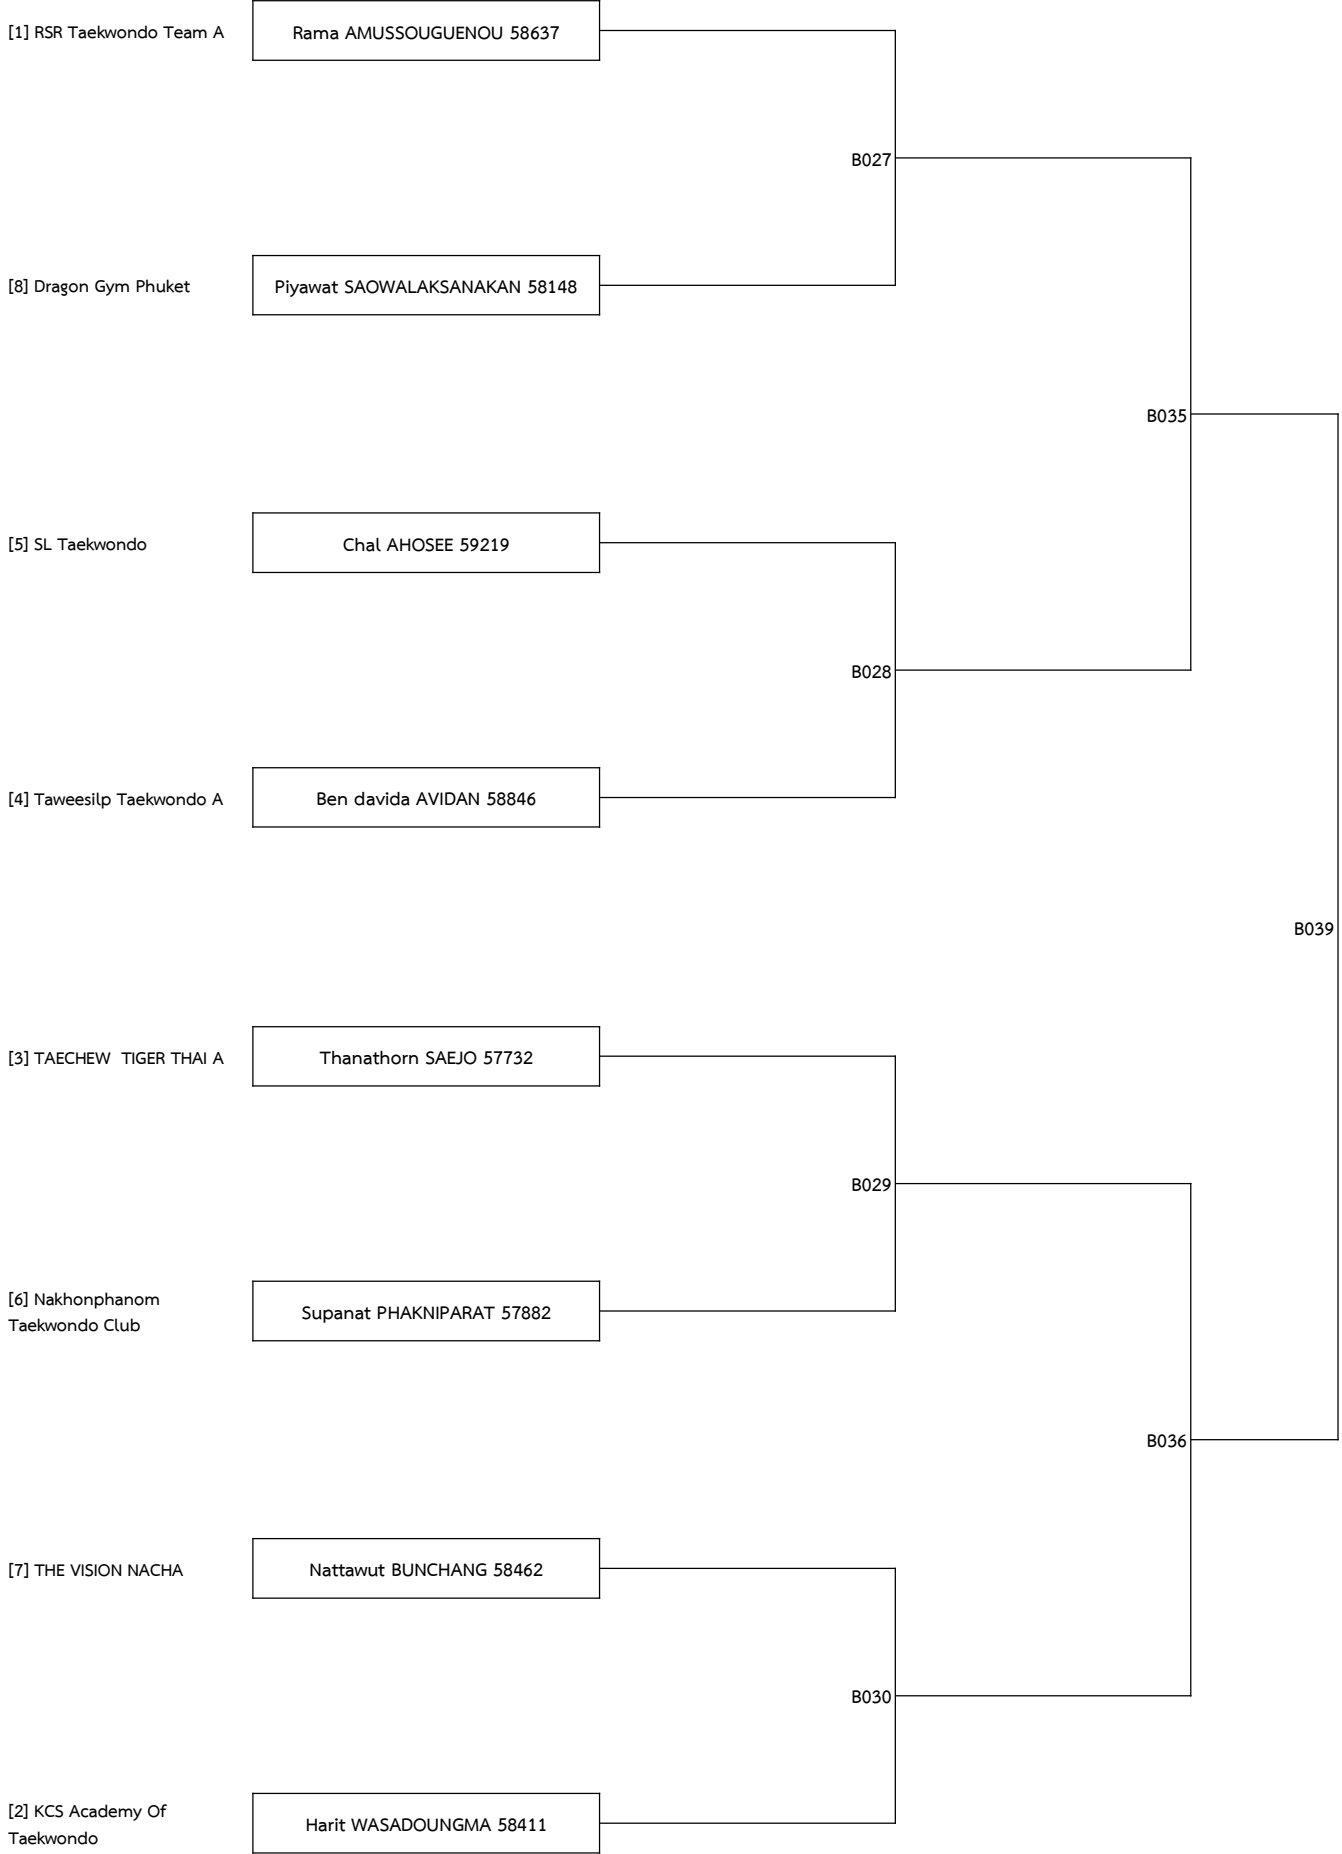 [1] RSR Taekwondo Team A
Rama AMUSSOUGUENOU 58637
B027
[8] Dragon Gym Phuket
Piyawat SAOWALAKSANAKAN 58148
B035
[5] SL Taekwondo
Chal AHOSEE 59219
B028
[4] Taweesilp Taekwondo A
Ben davida AVIDAN 58846
B039
[3] TAECHEW  TIGER THAI A
Thanathorn SAEJO 57732
B029
[6] Nakhonphanom
Taekwondo Club
Supanat PHAKNIPARAT 57882
B036
[7] THE VISION NACHA
Nattawut BUNCHANG 58462
B030
[2] KCS Academy Of
Taekwondo
Harit WASADOUNGMA 58411